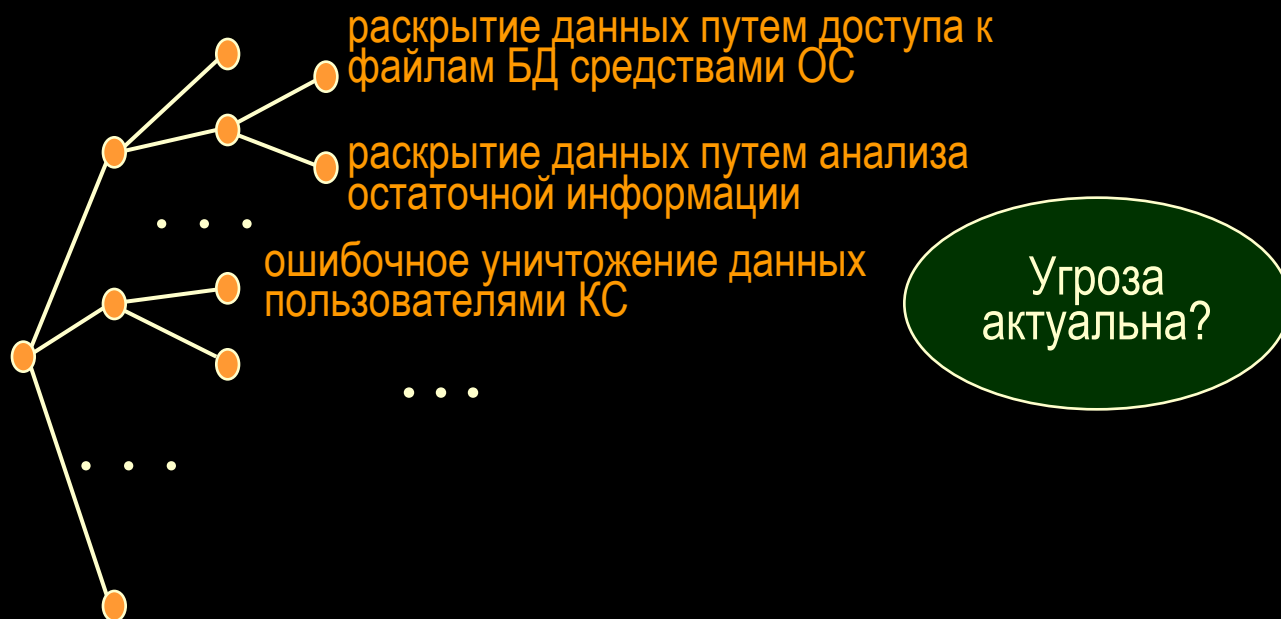 раскрытие данных путем доступа к
файлам БД средствами ОС
раскрытие данных путем анализа
остаточной информации
. . .
ошибочное уничтожение данных
пользователями КС
Угроза
актуальна?
. . .
. . .